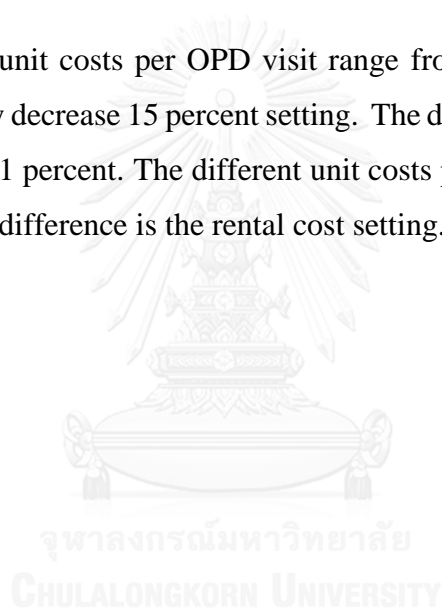 unit costs per OPD visit range fro
decrease 15 percent setting. The d
1 percent. The different unit costs
difference is the rental cost setting.
จุฬาลงกรณ์มหาวิทยาลัย
CHULALONGKORN UNIVERSITY